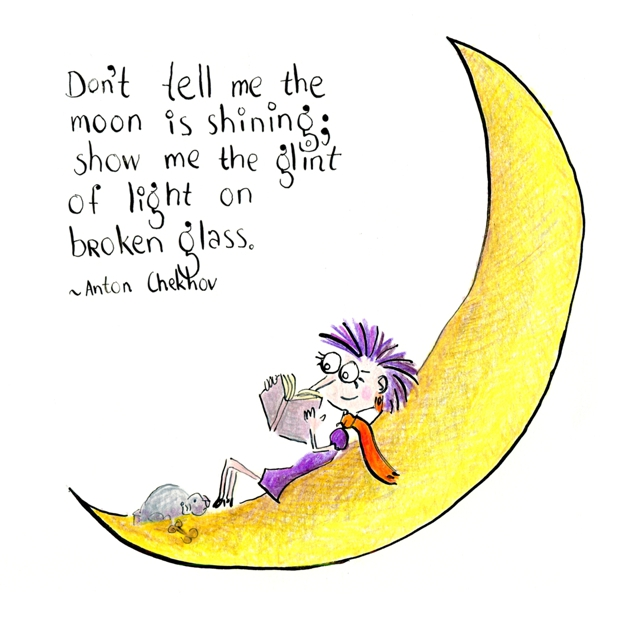 Don't tell me the
moon is shining;
show me the glint
of light on
broken glass.
~Anton Chekhov